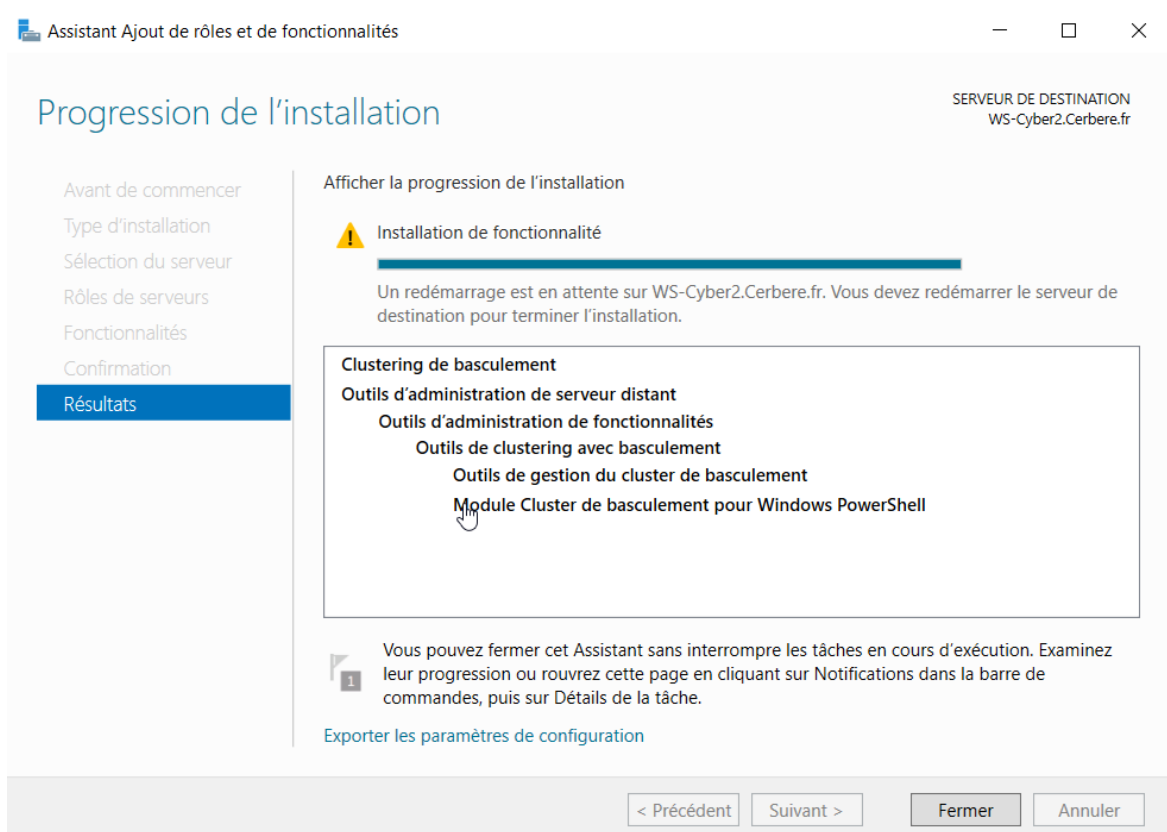 Assistant Ajout de rôles et de fonctionnalités
Progression de l’installation
SERVEUR DE DESTINATION
WS-Cyber2.Cerbere.fr
Avant de commencer
Type d’installation
Sélection du serveur
Rôles de serveurs
Fonctionnalités
Confirmation
Résultats
Afficher la progression de l’installation
Installation de fonctionnalité
Un redémarrage est en attente sur WS-Cyber2.Cerbere.fr. Vous devez redémarrer le serveur de
destination pour terminer l’installation.
Clustering de basculement
Outils d’administration de serveur distant
Outils d’administration de fonctionnalités
Outils de clustering avec basculement
Outils de gestion du cluster de basculement
Module Cluster de basculement pour Windows PowerShell
1
Vous pouvez fermer cet Assistant sans interrompre les tâches en cours d’exécution. Examinez
leur progression ou rouvrez cette page en cliquant sur Notifications dans la barre de
commandes, puis sur Détails de la tâche.
Exporter les paramètres de configuration
< Précédent
Suivant >
Fermer
Annuler